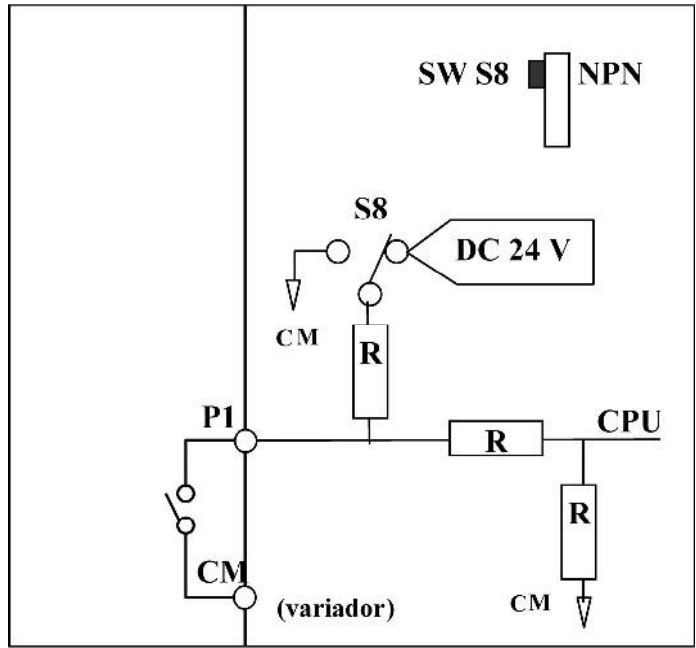 SW S8 NPN
S8
DC 24 V
CM
R
P1
R
CPU
R
CM
(variador)
CM